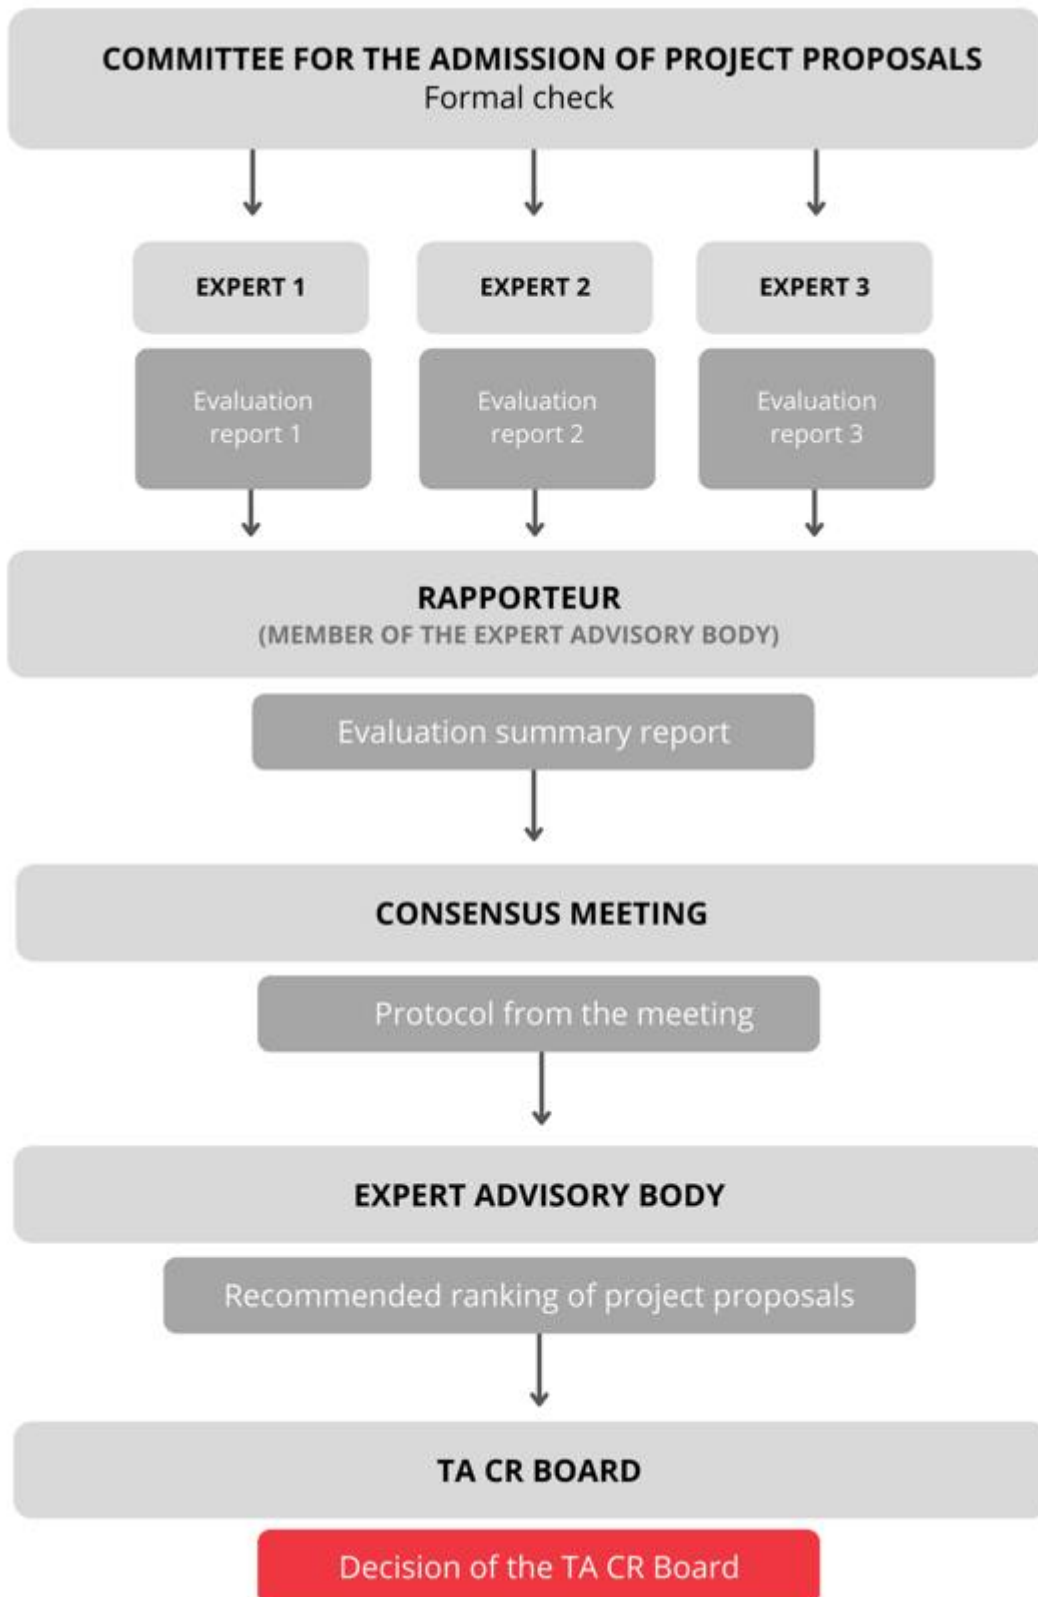 COMMITTEE FOR THE ADMISSION OF PROJECT PROPOSALS
Formal check
EXPERT 1
EXPERT 2
EXPERT 3
Evaluation
report 1
Evaluation
report 2
Evaluation
report 3
RAPPORTEUR
(MEMBER OF THE EXPERT ADVISORY BODY)
Evaluation summary report
CONSENSUS MEETING
Protocol from the meeting
EXPERT ADVISORY BODY
Recommended ranking of project proposals
TA CR BOARD
Decision of the TA CR Board